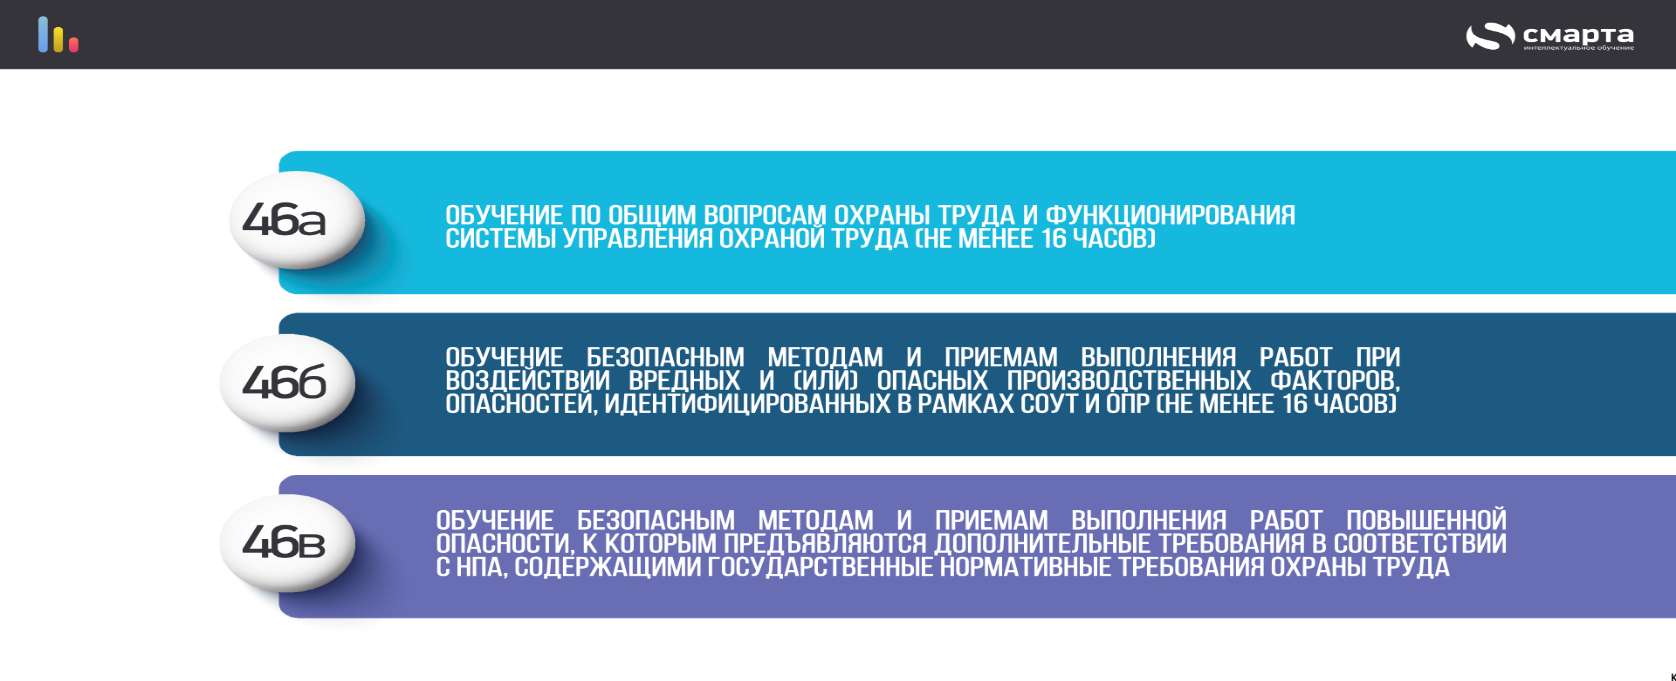 смарта
интеллектуальное обучение
46а
ОБУЧЕНИЕ ПО ОБЩИМ ВОПРОСАМ ОХРАНЫ ТРУДА И ФУНКЦИОНИРОВАНИЯ
СИСТЕМЫ УПРАВЛЕНИЯ ОХРАНОЙ ТРУДА (НЕ МЕНЕЕ 16 ЧАСОВ)
46б
ОБУЧЕНИЕ БЕЗОПАСНЫМ МЕТОДАМ И ПРИЕМАМ ВЫПОЛНЕНИЯ РАБОТ ПРИ
ВОЗДЕЙСТВИИ ВРЕДНЫХ И (ИЛИ) ОПАСНЫХ ПРОИЗВОДСТВЕННЫХ ФАКТОРОВ,
ОПАСНОСТЕЙ, ИДЕНТИФИЦИРОВАННЫХ В РАМКАХ СОУТ И ОПР (НЕ МЕНЕЕ 16 ЧАСОВ)
46в
ОБУЧЕНИЕ БЕЗОПАСНЫМ МЕТОДАМ И ПРИЕМАМ ВЫПОЛНЕНИЯ РАБОТ ПОВЫШЕННОЙ
ОПАСНОСТИ, К КОТОРЫМ ПРЕДЪЯВЛЯЮТСЯ ДОПОЛНИТЕЛЬНЫЕ ТРЕБОВАНИЯ В СООТВЕТСТВИИ
С НПА, СОДЕРЖАЩИМИ ГОСУДАРСТВЕННЫЕ НОРМАТИВНЫЕ ТРЕБОВАНИЯ ОХРАНЫ ТРУДА